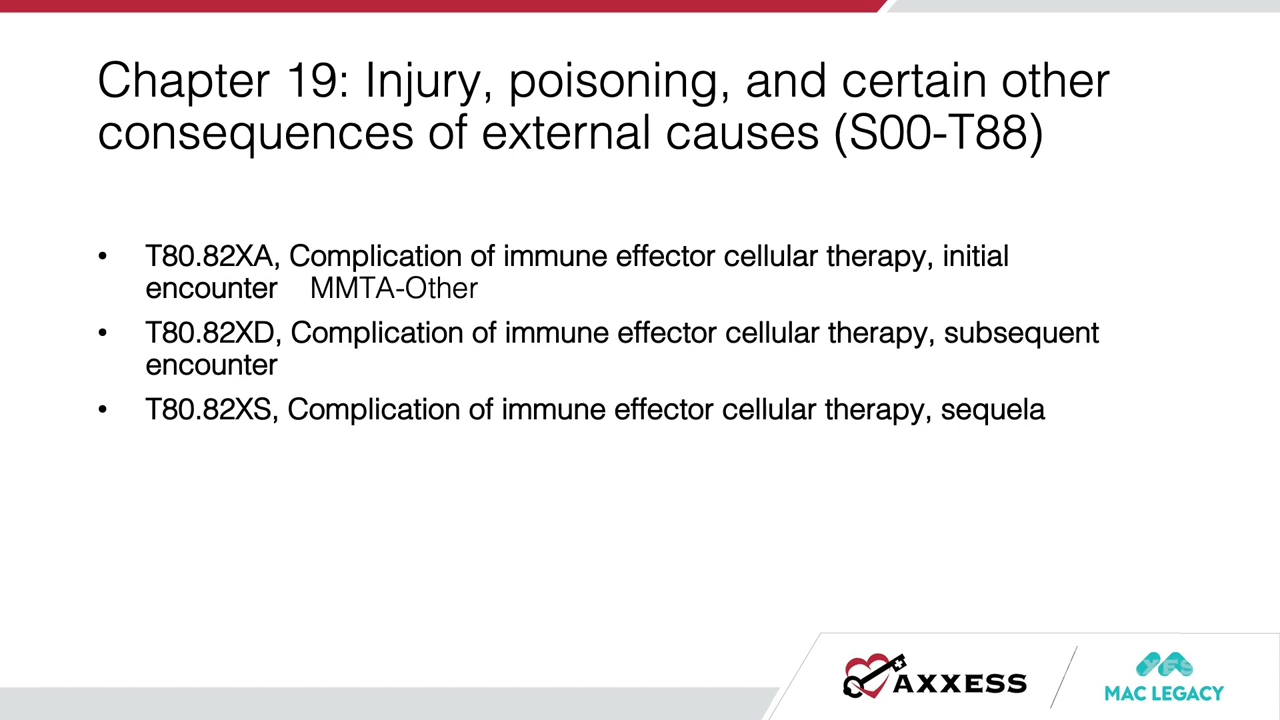 Chapter 19: Injury, poisoning, and certain other
consequences of external causes (S00-T88)
• T80.82XA, Complication of immune effector cellular therapy, initial
encounter MMTA-Other
• T80.82XD, Complication of immune effector cellular therapy, subsequent
encounter
• T80.82XS, Complication of immune effector cellular therapy, sequela
AXXESS
MAC LEGACY